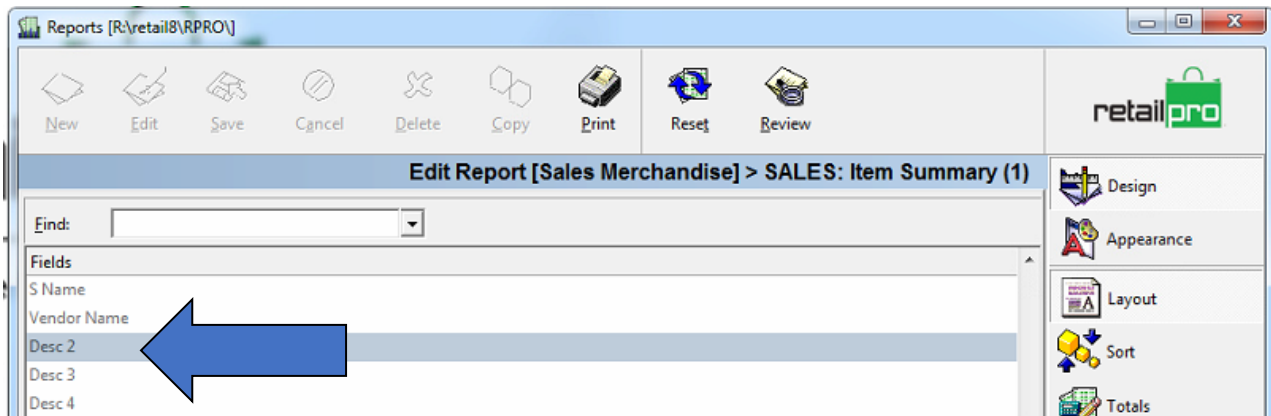 Reports [R:\retail8\RPRO\]
New Edit Save Cancel Delete Copy Print Reset Review
retailpro
Edit Report [Sales Merchandise] > SALES: Item Summary (1)
Design
Find:
Appearance
Fields
S Name
Layout
Vendor Name
Desc 2
Sort
Desc 3
Desc 4
Totals